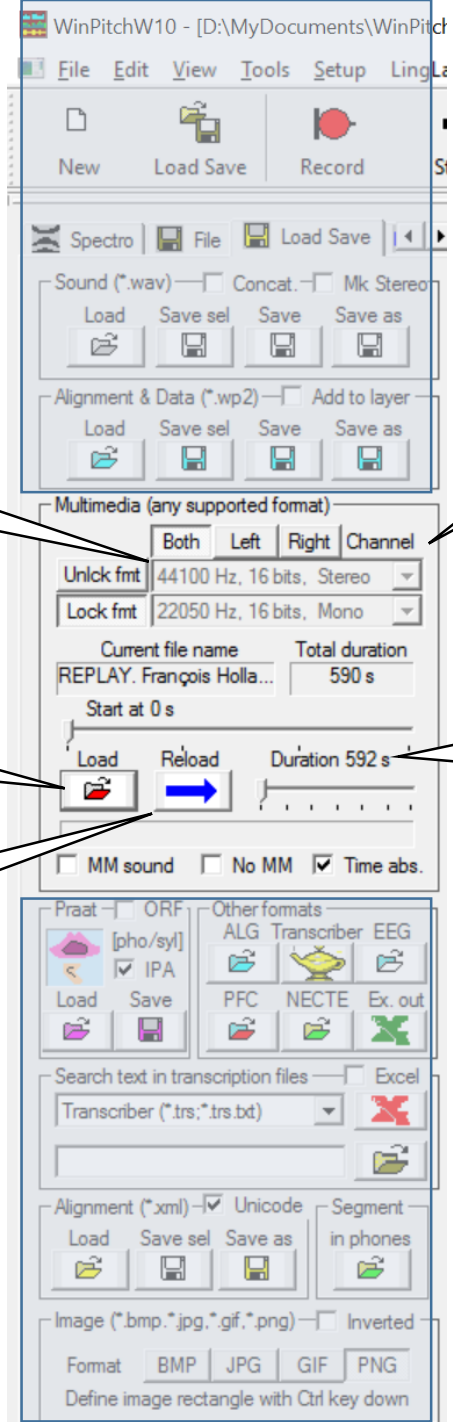 WinPitchW10 - [D:\MyDocuments\WinPitch
File Edit View Tools Setup LingLa
New Load Save Record St
Spectro File Load Save
Sound (*.wav) Concat. Mk Stereo
Load Save sel Save Save as
Alignment & Data (*.wp2) Add to layer
Load Save sel Save Save as
Multimedia (any supported format)
Both Left Right Channel
Unlck fmt 44100 Hz, 16 bits, Stereo
Lock fmt 22050 Hz, 16 bits, Mono
Current file name Total duration
REPLAY. François Holla... 590 s
Start at 0 s
Load Reload Duration 592 s
MM sound No MM Time abs.
Praat ORF Other formats
[pho/syl] ALG Transcriber EEG
IPA
Load Save PFC NECTE Ex. out
Search text in transcription files Excel
Transcriber (*.trs;*.trs.txt)
Alignment (*.xml) Unicode Segment
Load Save sel Save as in phones
Image (*.bmp.*.jpg,*.gif,*.png) Inverted
Format BMP JPG GIF PNG
Define image rectangle with Ctrl key down